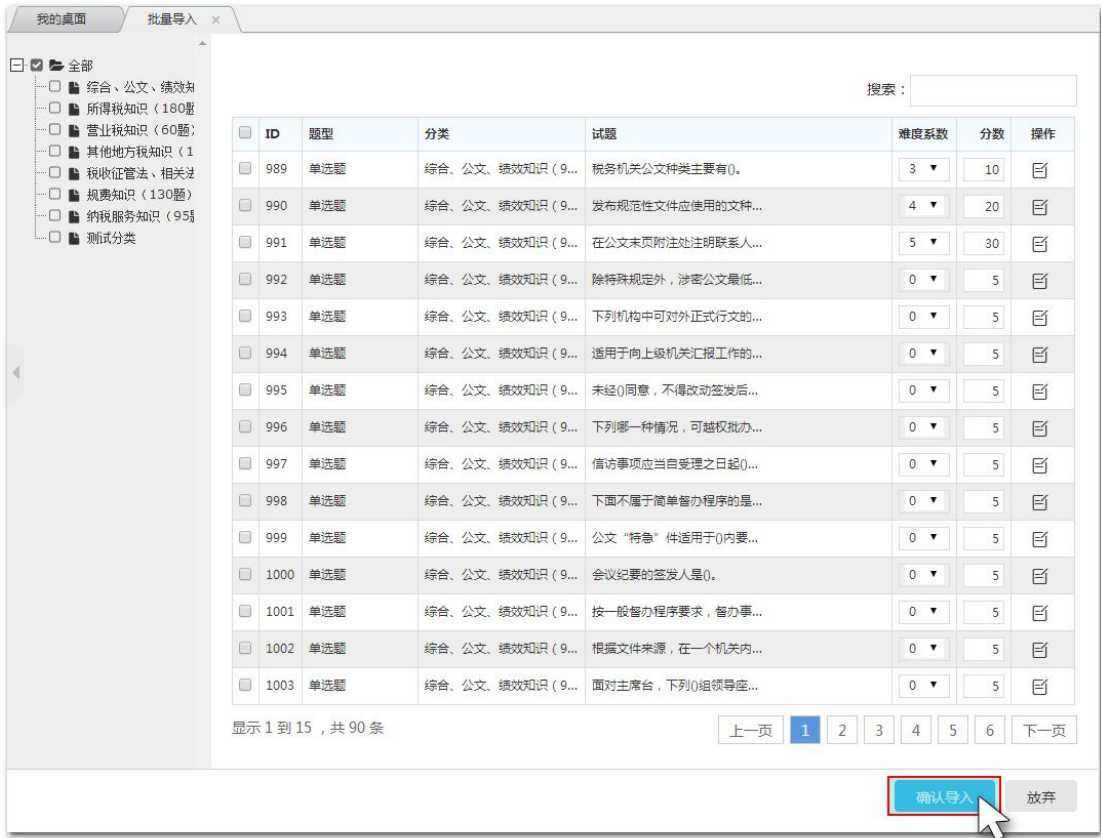 我的桌面 批量导入 ×
全部
综合、公文、绩效知
所得税知识（180题
营业税知识（60题）
其他地方税知识（1
税收征管法、相关法
规费知识（130题）
纳税服务知识（95题
测试分类
搜索：
ID 题型 分类 试题 难度系数 分数 操作
989 单选题 综合、公文、绩效知识（9... 税务机关公文种类主要有()。 3 10
990 单选题 综合、公文、绩效知识（9... 发布规范性文件应使用的文种... 4 20
991 单选题 综合、公文、绩效知识（9... 在公文末页附注处注明联系人... 5 30
992 单选题 综合、公文、绩效知识（9... 除特殊规定外，涉密公文最低... 0 5
993 单选题 综合、公文、绩效知识（9... 下列机构中可对外正式行文的... 0 5
994 单选题 综合、公文、绩效知识（9... 适用于向上级机关汇报工作的... 0 5
995 单选题 综合、公文、绩效知识（9... 未经()同意，不得改动签发后... 0 5
996 单选题 综合、公文、绩效知识（9... 下列哪一种情况，可越权批办... 0 5
997 单选题 综合、公文、绩效知识（9... 信访事项应当自受理之日起()... 0 5
998 单选题 综合、公文、绩效知识（9... 下面不属于简单督办程序的是... 0 5
999 单选题 综合、公文、绩效知识（9... 公文“特急”件适用于()内要... 0 5
1000 单选题 综合、公文、绩效知识（9... 会议纪要的签发人是()。 0 5
1001 单选题 综合、公文、绩效知识（9... 按一般督办程序要求，督办事... 0 5
1002 单选题 综合、公文、绩效知识（9... 根据文件来源，在一个机关内... 0 5
1003 单选题 综合、公文、绩效知识（9... 面对主席台，下列()组领导座... 0 5
显示 1 到 15 ，共 90 条 上一页 1 2 3 4 5 6 下一页
确认导入 放弃